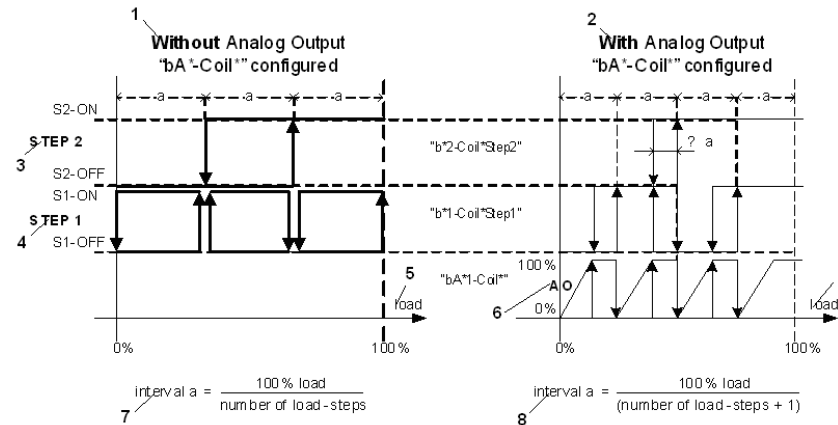 1
2
Without Analog Output
"bA*-Coil*" configured
With Analog Output
"bA*-Coil*" configured
a a a
a a a a
S2-ON
STEP 2
3
S2-OFF
"b*2-Coil*Step2"
? a
S1-ON
STEP 1
4
S1-OFF
"b*1-Coil*Step1"
"bA*1-Coil*"
100%
AO
6
0%
5
load
load
0% 100%
0% 100%
interval a = 100% load / number of load-steps
7
interval a = 100% load / (number of load-steps + 1)
8